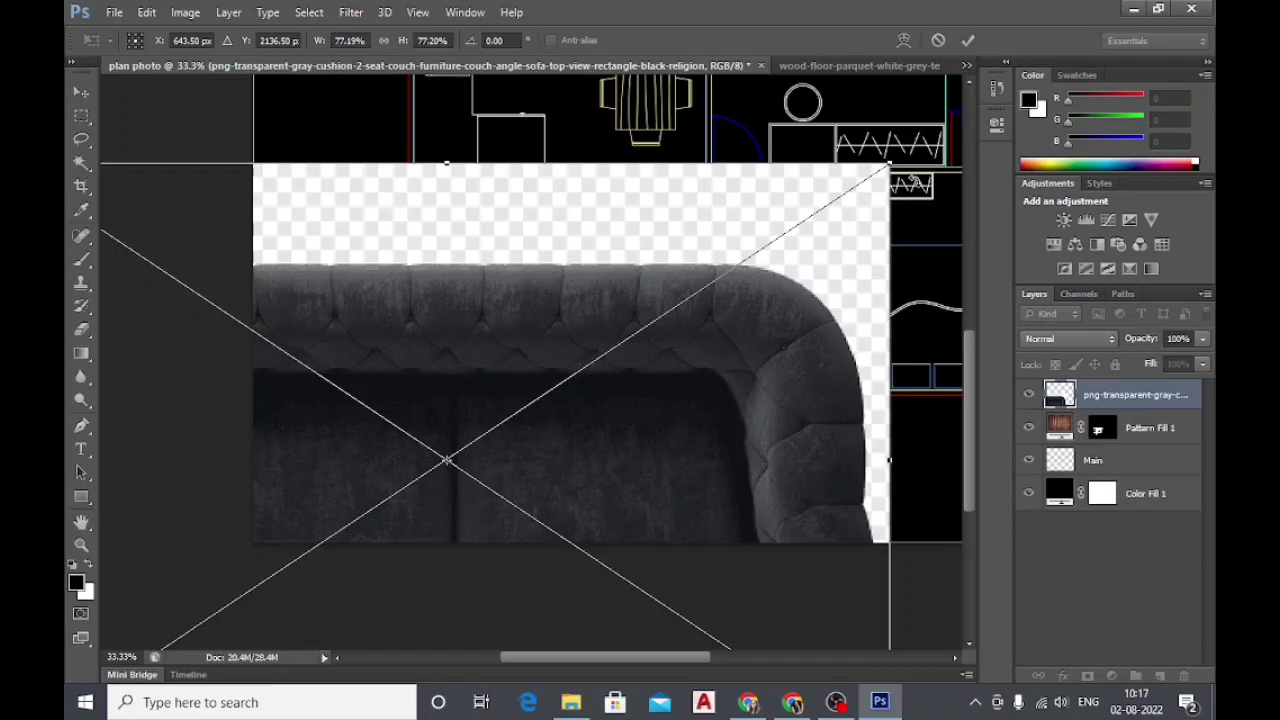 Ps File Edit Image Layer Type Select Filter 3D View Window Help
X: 643.50 px Y: 2136.50 px W: 77.19% H: 77.20% 0.00 ° Anti-alias Essentials
plan photo @ 33.3% (png-transparent-gray-cushion-2-seat-couch-furniture-couch-angle-sofa-top-view-rectangle-black-religion, RGB/8) * × wood-floor-parquet-white-grey-te
Color Swatches
R 0
G 0
B 0
Adjustments Styles
Add an adjustment
Layers Channels Paths
Kind
Normal Opacity: 100%
Lock: Fill: 100%
png-transparent-gray-c...
Pattern Fill 1
Main
Color Fill 1
33.33% Doc: 20.4M/28.4M
Mini Bridge Timeline
Type here to search
ENG 10:17
02-08-2022
2